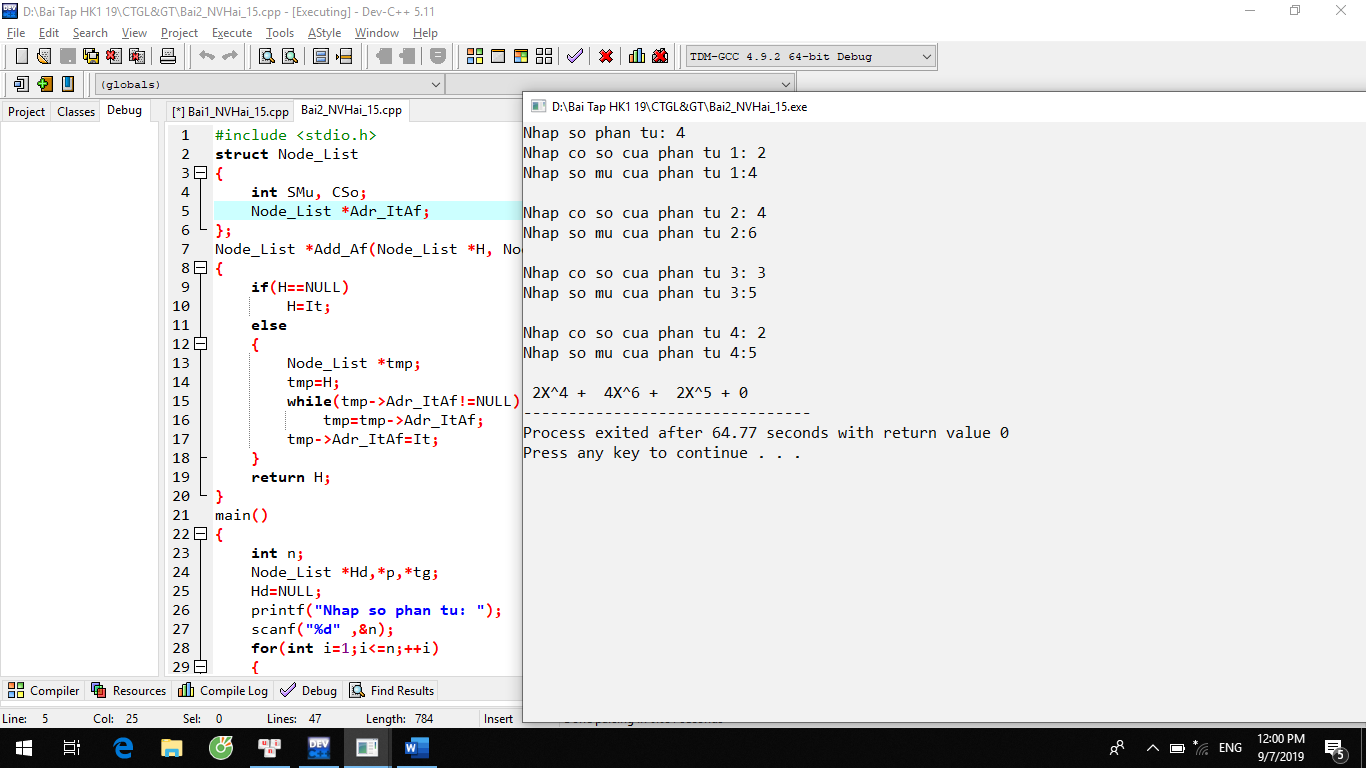 D:\Bai Tap HK1 19\CTGL&GT\Bai2_NVHai_15.cpp - [Executing] - Dev-C++ 5.11
File Edit Search View Project Execute Tools AStyle Window Help
TDM-GCC 4.9.2 64-bit Debug
(globals)
Project Classes Debug
[*] Bai1_NVHai_15.cpp Bai2_NVHai_15.cpp
1 #include <stdio.h>
2 struct Node_List
3 {
4 int SMu, CSo;
5 Node_List *Adr_ItAf;
6 };
7 Node_List *Add_Af(Node_List *H, No
8 {
9 if(H==NULL)
10 H=It;
11 else
12 {
13 Node_List *tmp;
14 tmp=H;
15 while(tmp->Adr_ItAf!=NULL)
16 tmp=tmp->Adr_ItAf;
17 tmp->Adr_ItAf=It;
18 }
19 return H;
20 }
21 main()
22 {
23 int n;
24 Node_List *Hd,*p,*tg;
25 Hd=NULL;
26 printf("Nhap so phan tu: ");
27 scanf("%d" ,&n);
28 for(int i=1;i<=n;++i)
29 {
D:\Bai Tap HK1 19\CTGL&GT\Bai2_NVHai_15.exe
Nhap so phan tu: 4
Nhap co so cua phan tu 1: 2
Nhap so mu cua phan tu 1:4
Nhap co so cua phan tu 2: 4
Nhap so mu cua phan tu 2:6
Nhap co so cua phan tu 3: 3
Nhap so mu cua phan tu 3:5
Nhap co so cua phan tu 4: 2
Nhap so mu cua phan tu 4:5
2X^4 +  4X^6 +  2X^5 + 0
--------------------------------
Process exited after 64.77 seconds with return value 0
Press any key to continue . . .
Compiler Resources Compile Log Debug Find Results
Line: 5 Col: 25 Sel: 0 Lines: 47 Length: 784 Insert
DEV
ENG
12:00 PM
9/7/2019
5